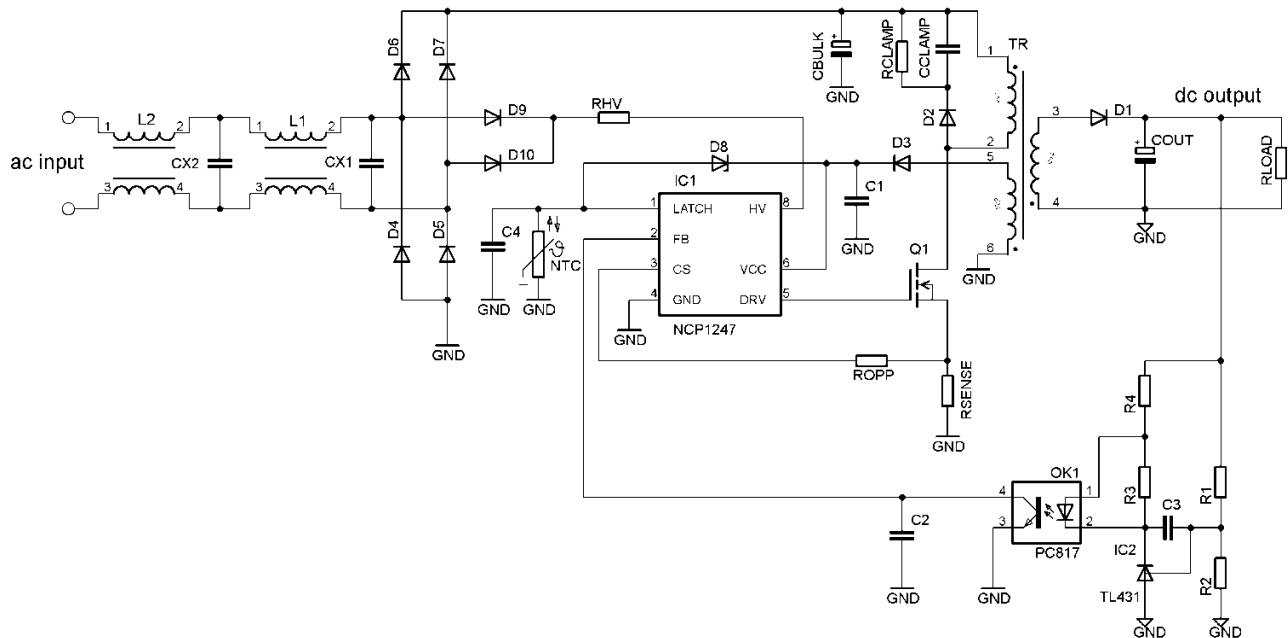 D6
D7
CBULK
+
RCLAMP
CCLAMP
TR
1
L2
2
1
L1
2
D9
RHV
GND
D2
3
D1
dc output
ac input
CX2
CX1
D10
D8
D3
2
5
+
COUT
RLOAD
3
4
3
4
IC1
C1
4
GND
D4
D5
C4
NTC
ϑ
1
LATCH
HV
8
2
FB
GND
Q1
6
GND
3
CS
VCC
6
GND
GND
4
GND
DRV
5
GND
NCP1247
GND
ROPP
RSENSE
GND
R4
OK1
4
1
R3
C3
R1
C2
3
2
PC817
IC2
TL431
R2
GND
GND
GND
GND